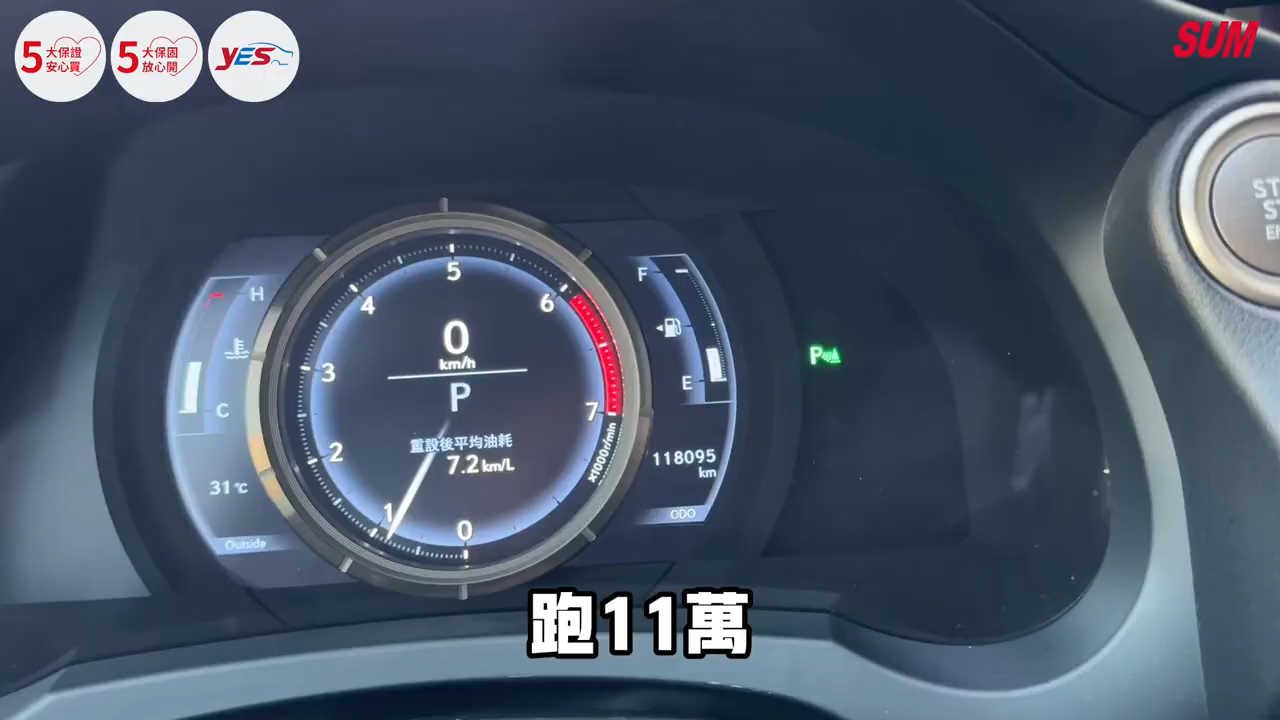 5大保證
安心買
5大保固
放心開
YES
SUM
5
4
6
3
7
2
1
0
x1000r/min
0
km/h
P
重設後平均油耗
7.2 km/L
H
C
31℃
Outside
F
E
118095
km
ODO
P
跑11萬